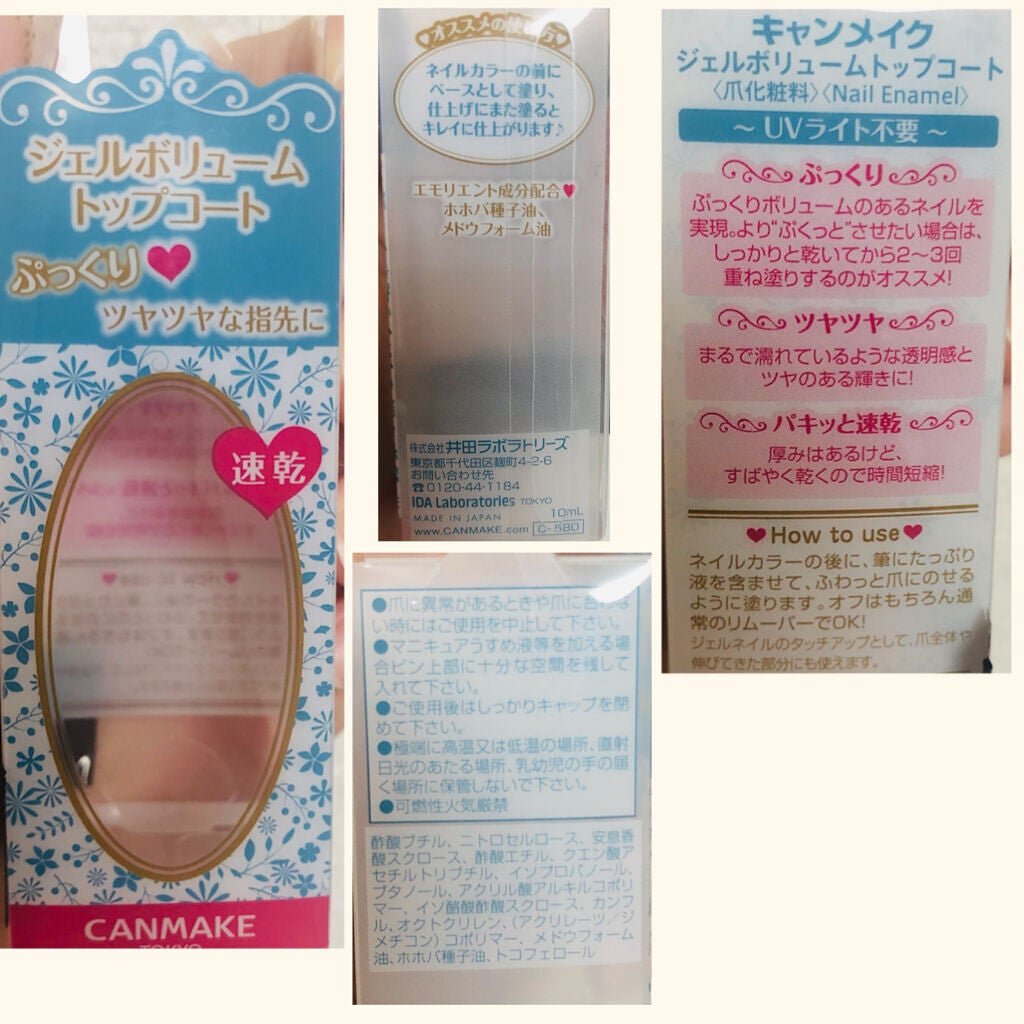 ジェルボリューム
トップコート
ぷっくり♥
ツヤツヤな指先に
速乾
CANMAKE
TOKYO
♥オススメの使い方♥
ネイルカラーの前に
ベースとして塗り、
仕上げにまた塗ると
キレイに仕上がります♪
エモリエント成分配合♥
ホホバ種子油、
メドウフォーム油
株式会社 井田ラボラトリーズ
東京都千代田区麹町4-2-6
お問い合わせ先
☎0120-44-1184
IDA Laboratories TOKYO
10mL
MADE IN JAPAN
www.CANMAKE.com C-580
キャンメイク
ジェルボリュームトップコート
〈爪化粧料〉〈Nail Enamel〉
～ UVライト不要 ～
ぷっくり
ぷっくりボリュームのあるネイルを
実現。より“ぷくっと”させたい場合は、
しっかりと乾いてから2〜3回
重ね塗りするのがオススメ!
ツヤツヤ
まるで濡れているような透明感と
ツヤのある輝きに!
パキッと速乾
厚みはあるけど、
すばやく乾くので時間短縮!
♥How to use♥
ネイルカラーの後に、筆にたっぷり
液を含ませて、ふわっと爪にのせる
ように塗ります。オフはもちろん通
常のリムーバーでOK!
ジェルネイルのタッチアップとして、爪全体や
伸びてきた部分にも使えます。
●爪に異常があるときや爪に合わな
い時にはご使用を中止して下さい。
●マニキュアうすめ液等を加える場
合ビン上部に十分な空間を残して
入れて下さい。
●ご使用後はしっかりキャップを閉
めて下さい。
●極端に高温又は低温の場所、直射
日光のあたる場所、乳幼児の手の届
く場所に保管しないで下さい。
●可燃性火気厳禁
酢酸ブチル、ニトロセルロース、安息香
酸スクロース、酢酸エチル、クエン酸ア
セチルトリブチル、イソプロパノール、
ブタノール、アクリル酸アルキルコポリ
マー、イソ酪酸酢酸スクロース、カンフ
ル、オクトクリレン、(アクリレーツ/ジ
メチコン)コポリマー、メドウフォーム
油、ホホバ種子油、トコフェロール